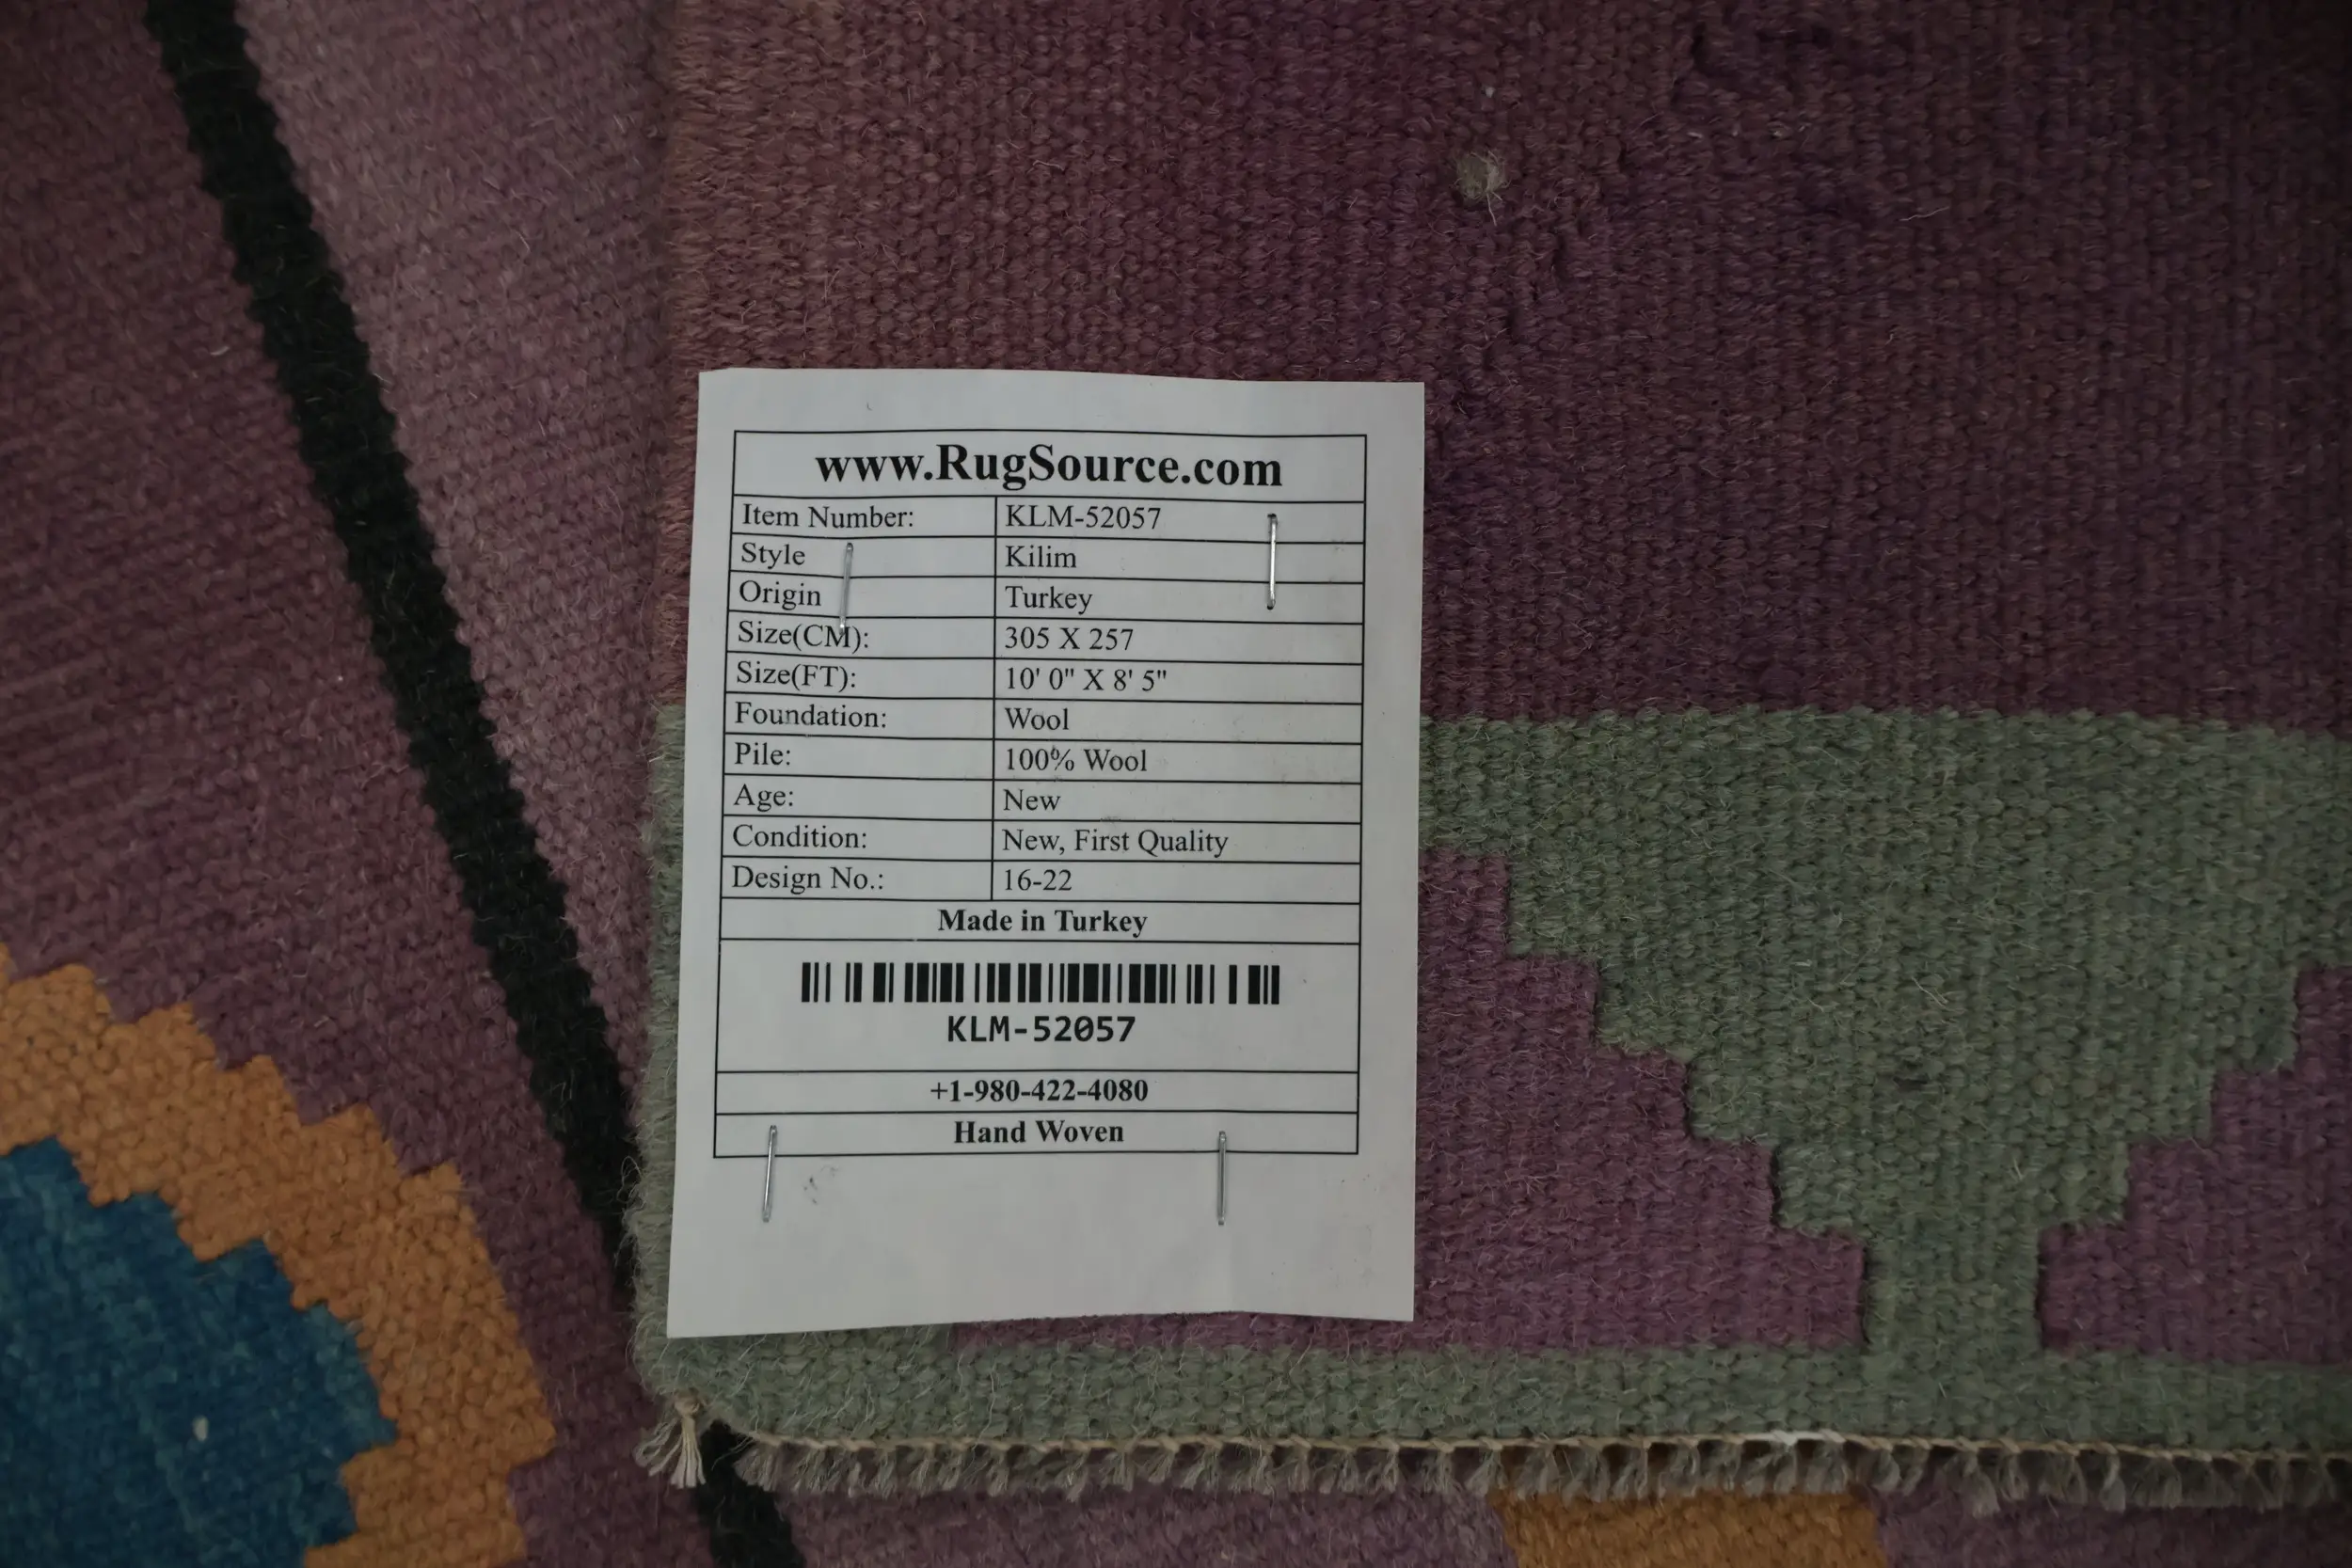 www.RugSource.com
Item Number: KLM-52057
Style Kilim
Origin Turkey
Size(CM): 305 X 257
Size(FT): 10' 0" X 8' 5"
Foundation: Wool
Pile: 100% Wool
Age: New
Condition: New, First Quality
Design No.: 16-22
Made in Turkey
KLM-52057
+1-980-422-4080
Hand Woven